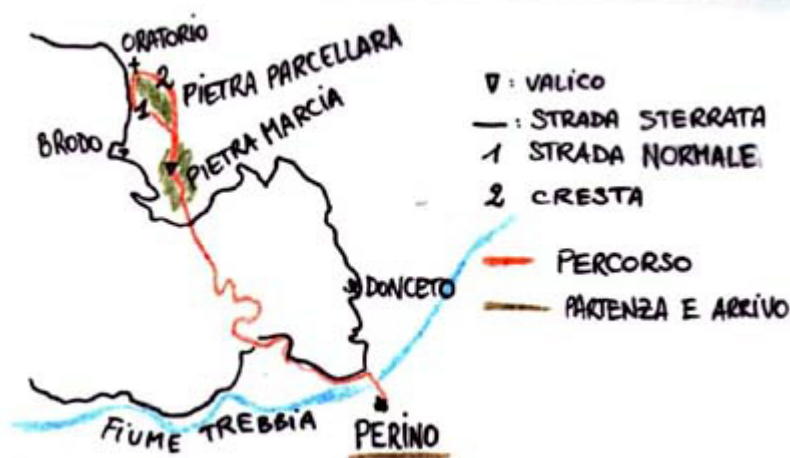 ORATORIO
2
PIETRA PARCELLARA
1
BRODO
PIETRA MARCIA
DONCETO
FIUME TREBBIA
PERINO
▼: VALICO
—: STRADA STERRATA
1 STRADA NORMALE
2 CRESTA
PERCORSO
PARTENZA E ARRIVO